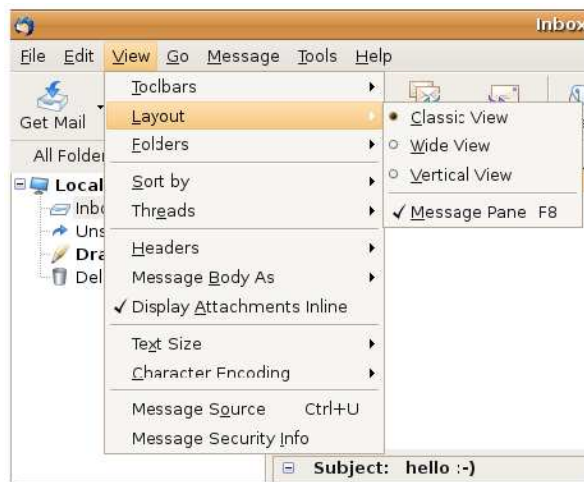 Inbox
File Edit View Go Message Tools Help
Get Mail
All Folde
Local
Inbo
Uns
Dra
Del
Toolbars
Layout
Folders
Sort by
Threads
Headers
Message Body As
Display Attachments Inline
Text Size
Character Encoding
Message Source Ctrl+U
Message Security Info
Classic View
Wide View
Vertical View
Message Pane F8
Subject: hello :-)